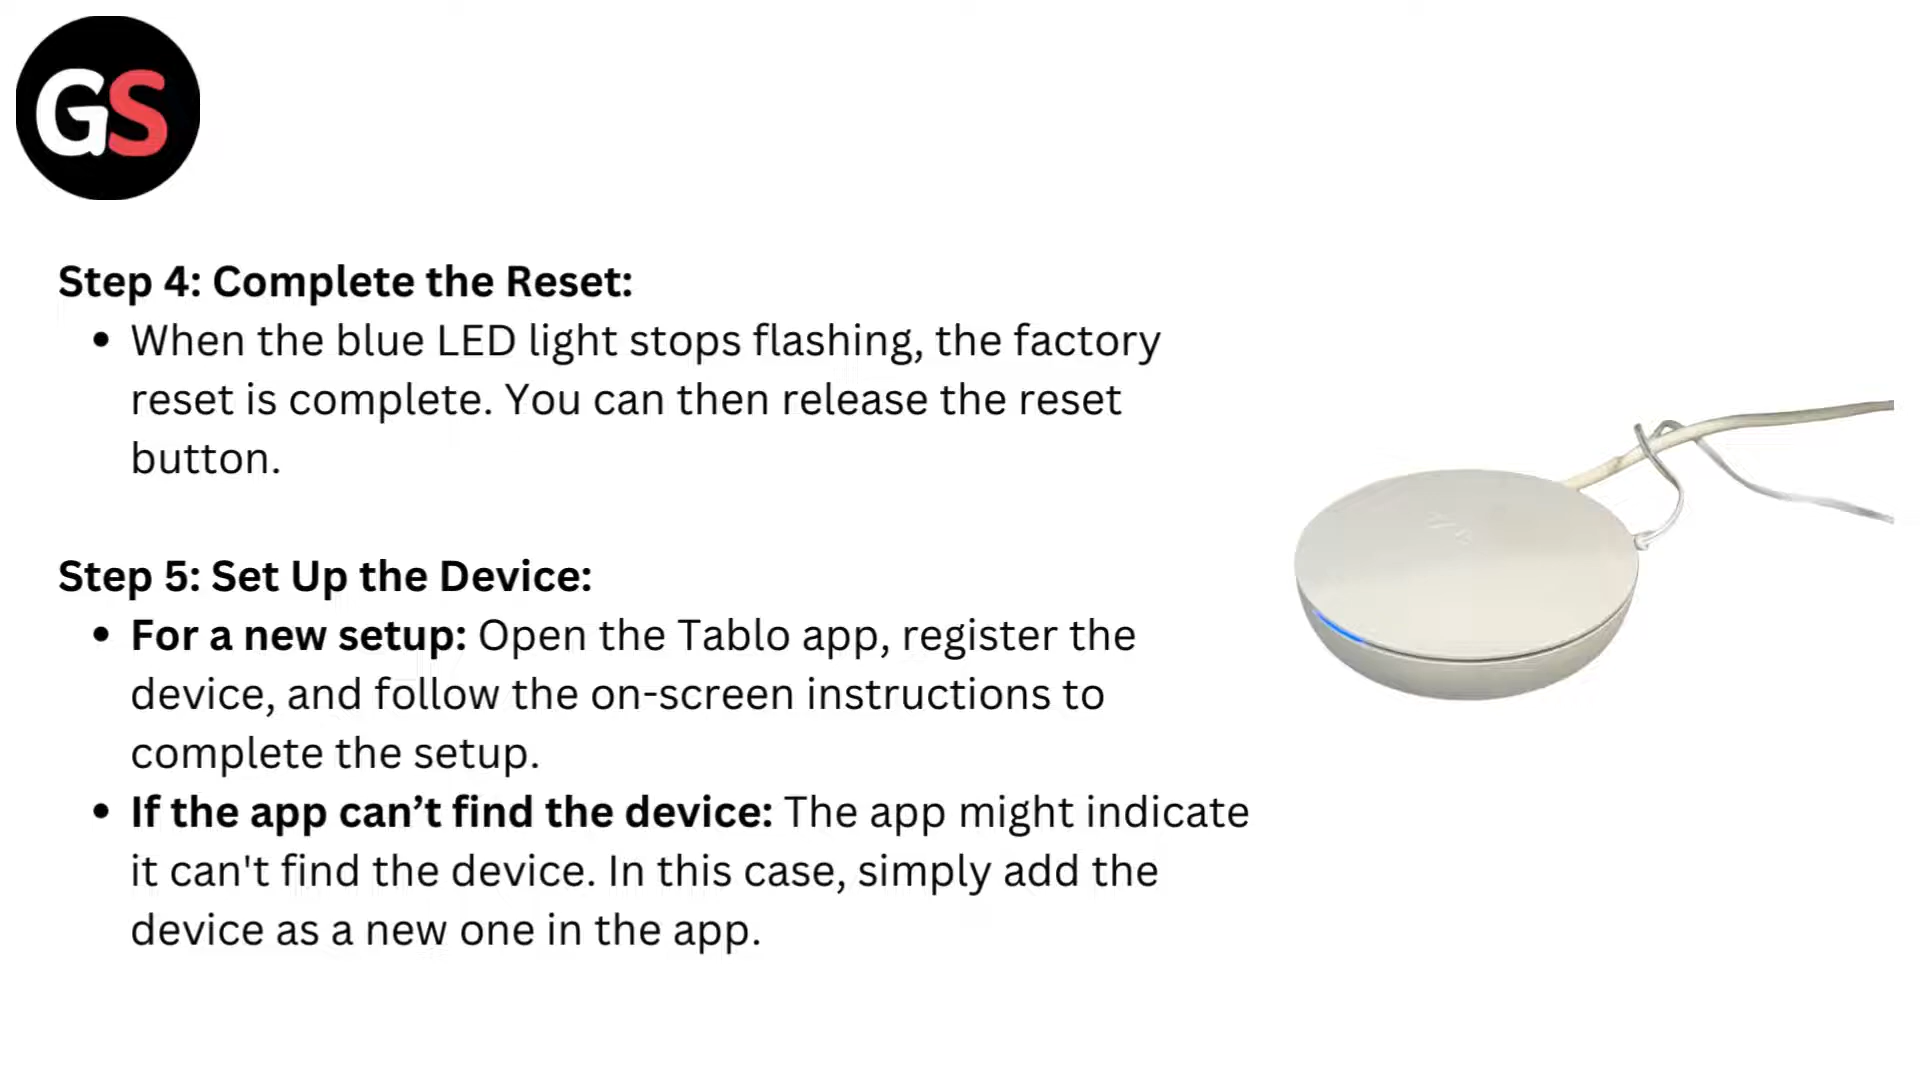 GS
Step 4: Complete the Reset:
• When the blue LED light stops flashing, the factory
reset is complete. You can then release the reset
button.
Step 5: Set Up the Device:
• For a new setup: Open the Tablo app, register the
device, and follow the on-screen instructions to
complete the setup.
• If the app can’t find the device: The app might indicate
it can't find the device. In this case, simply add the
device as a new one in the app.